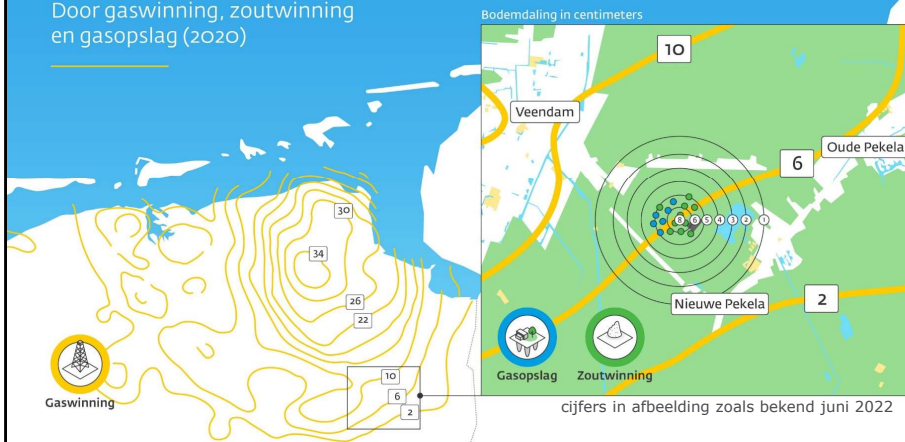 Door gaswinning, zoutwinning
en gasopslag (2020)
30
34
26
22
10
6
2
Gaswinning
Bodemdaling in centimeters
10
Veendam
Oude Pekela
6
8 6 5 4 3 2 1
Nieuwe Pekela
2
Gasopslag
Zoutwinning
cijfers in afbeelding zoals bekend juni 2022